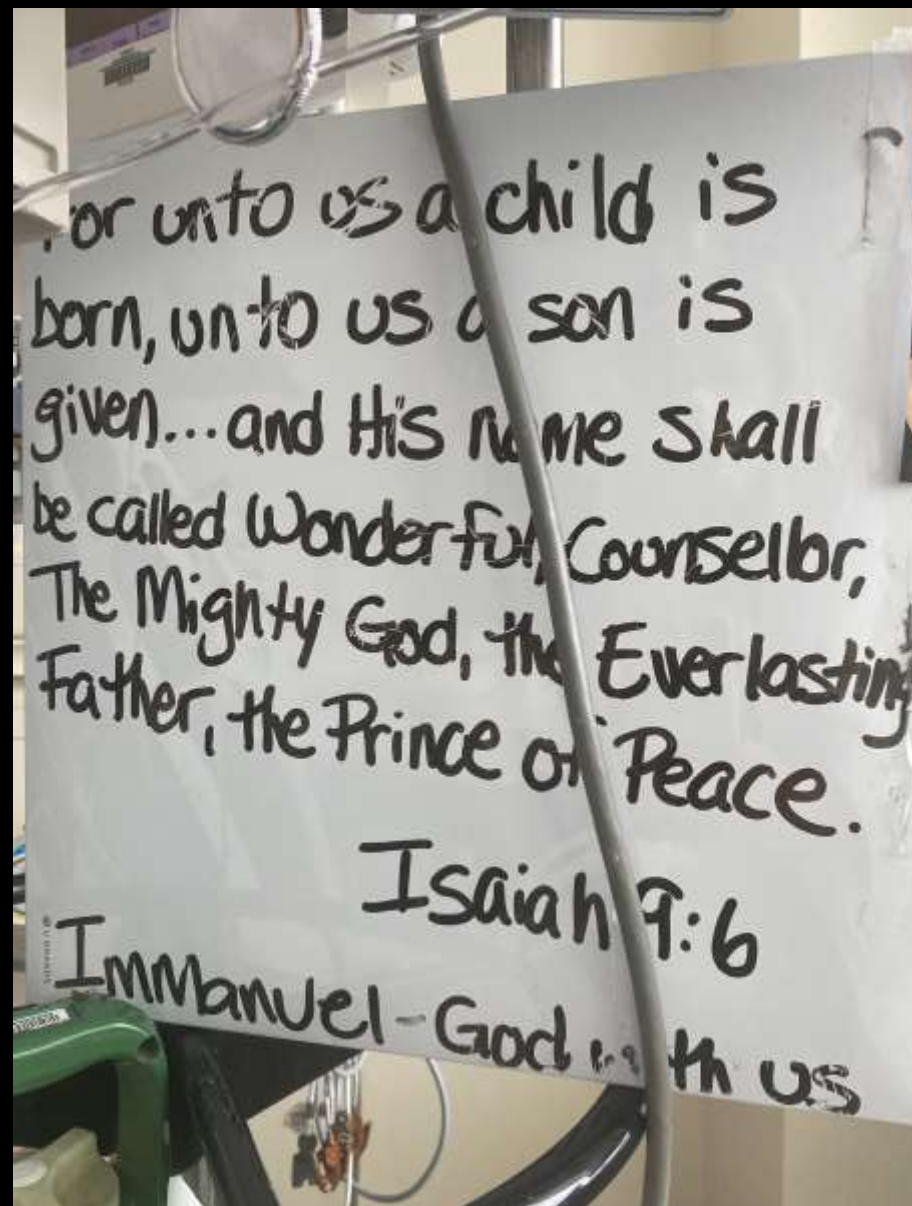 For unto us a child is
born, unto us a son is
given... and His name shall
be called Wonderful, Counsellor,
The Mighty God, the Everlasting
Father, the Prince of Peace.
Isaiah 9:6
Immanuel - God with us